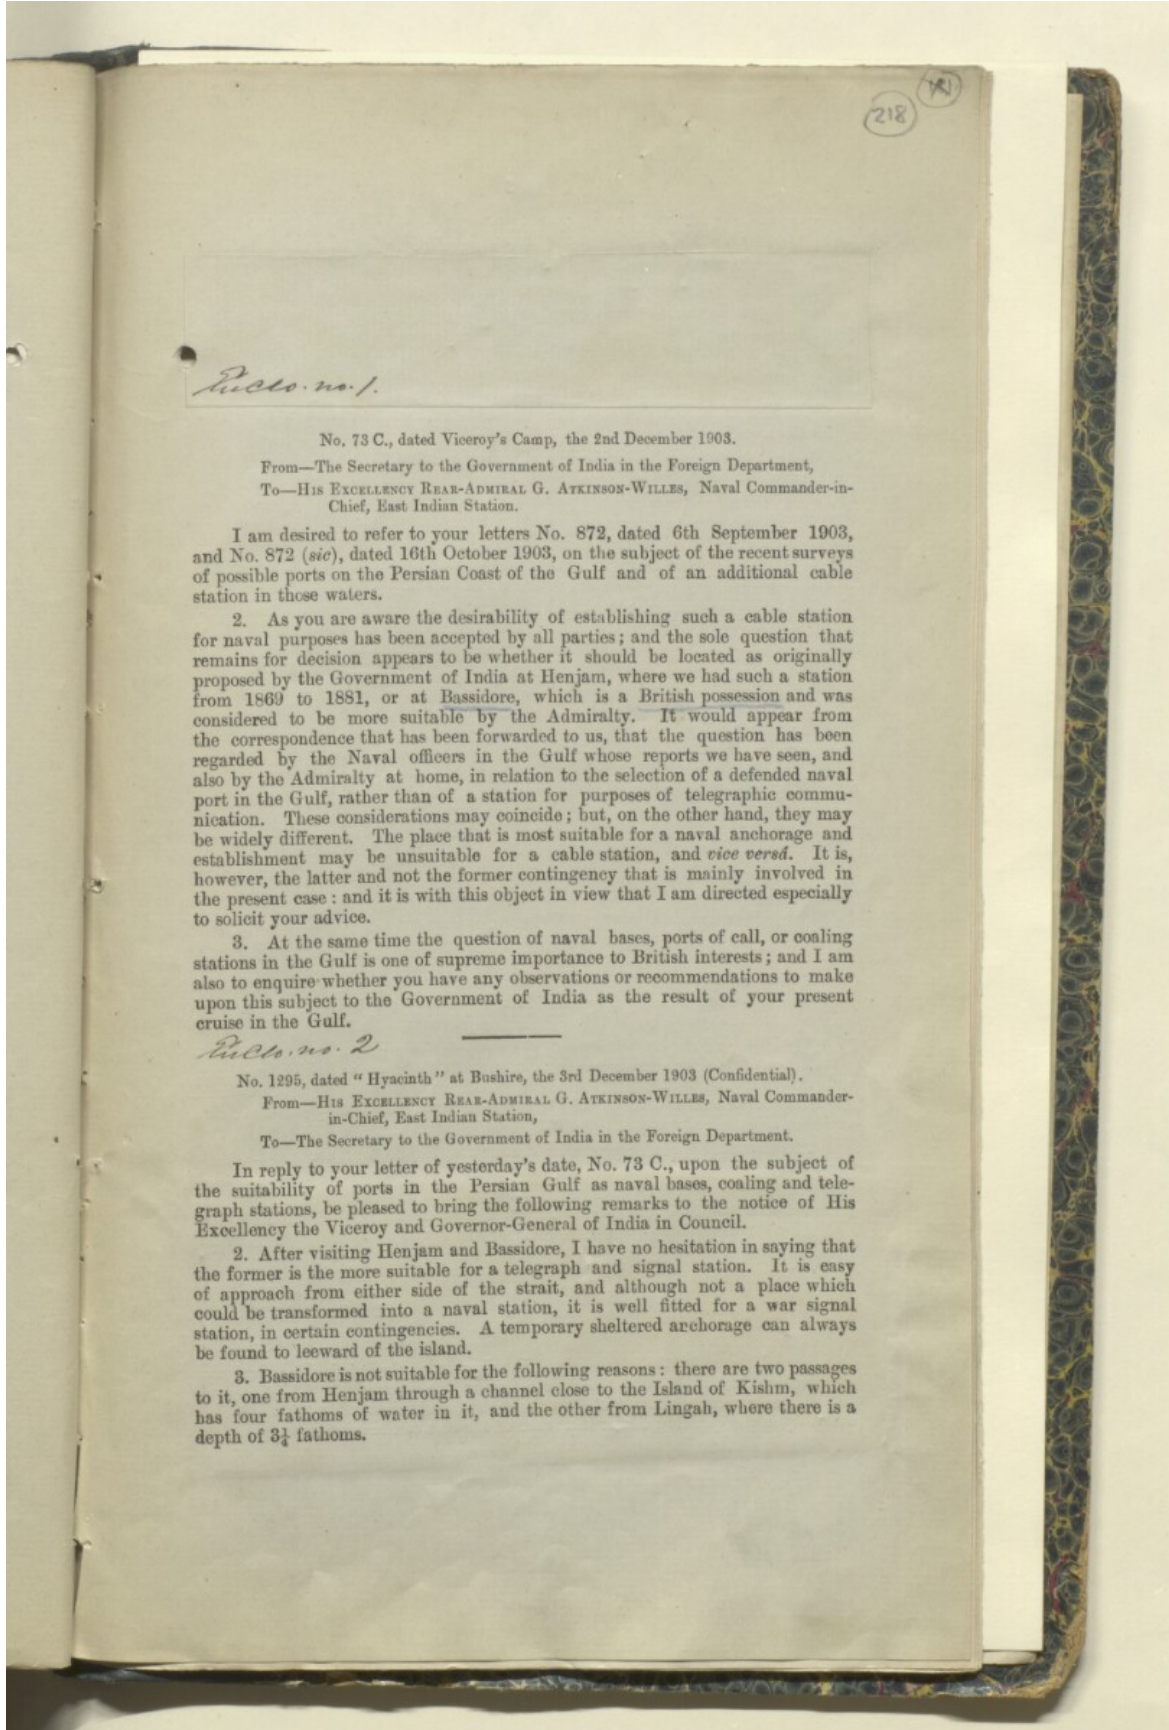 218
Enclo. no. 1.
No. 73 C., dated Viceroy's Camp, the 2nd December 1903.
From—The Secretary to the Government of India in the Foreign Department,
To—His Excellency Rear-Admiral G. Atkinson-Willes, Naval Commander-in-
Chief, East Indian Station.
I am desired to refer to your letters No. 872, dated 6th September 1903,
and No. 872 (sic), dated 16th October 1903, on the subject of the recent surveys
of possible ports on the Persian Coast of the Gulf and of an additional cable
station in those waters.
2. As you are aware the desirability of establishing such a cable station
for naval purposes has been accepted by all parties; and the sole question that
remains for decision appears to be whether it should be located as originally
proposed by the Government of India at Henjam, where we had such a station
from 1869 to 1881, or at Bassidore, which is a British possession and was
considered to be more suitable by the Admiralty. It would appear from
the correspondence that has been forwarded to us, that the question has been
regarded by the Naval officers in the Gulf whose reports we have seen, and
also by the Admiralty at home, in relation to the selection of a defended naval
port in the Gulf, rather than of a station for purposes of telegraphic commu-
nication. These considerations may coincide; but, on the other hand, they may
be widely different. The place that is most suitable for a naval anchorage and
establishment may be unsuitable for a cable station, and vice versâ. It is,
however, the latter and not the former contingency that is mainly involved in
the present case: and it is with this object in view that I am directed especially
to solicit your advice.
3. At the same time the question of naval bases, ports of call, or coaling
stations in the Gulf is one of supreme importance to British interests; and I am
also to enquire whether you have any observations or recommendations to make
upon this subject to the Government of India as the result of your present
cruise in the Gulf.
Enclo. no. 2
No. 1295, dated "Hyacinth" at Bushire, the 3rd December 1903 (Confidential).
From—His Excellency Rear-Admiral G. Atkinson-Willes, Naval Commander-
in-Chief, East Indian Station,
To—The Secretary to the Government of India in the Foreign Department.
In reply to your letter of yesterday's date, No. 73 C., upon the subject of
the suitability of ports in the Persian Gulf as naval bases, coaling and tele-
graph stations, be pleased to bring the following remarks to the notice of His
Excellency the Viceroy and Governor-General of India in Council.
2. After visiting Henjam and Bassidore, I have no hesitation in saying that
the former is the more suitable for a telegraph and signal station. It is easy
of approach from either side of the strait, and although not a place which
could be transformed into a naval station, it is well fitted for a war signal
station, in certain contingencies. A temporary sheltered anchorage can always
be found to leeward of the island.
3. Bassidore is not suitable for the following reasons: there are two passages
to it, one from Henjam through a channel close to the Island of Kishm, which
has four fathoms of water in it, and the other from Lingah, where there is a
depth of 3¼ fathoms.